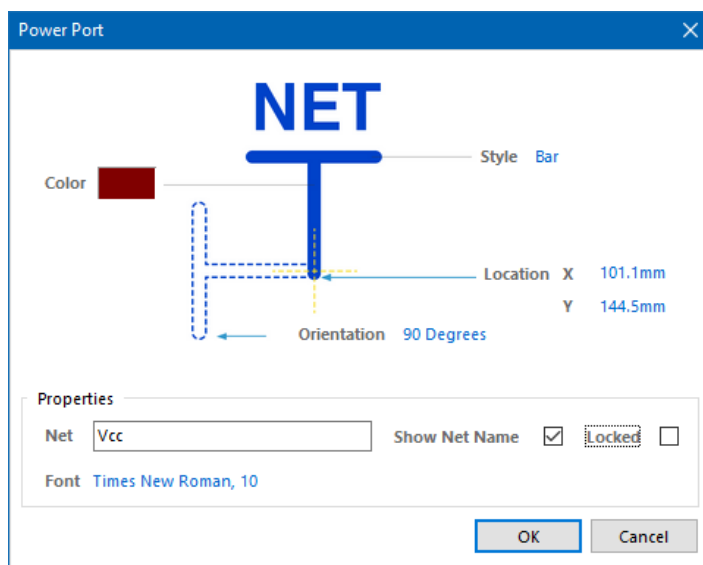 Power Port
NET
Style Bar
Color
Location X 101.1mm
Y 144.5mm
Orientation 90 Degrees
Properties
Net Vcc Show Net Name Locked
Font Times New Roman, 10
OK Cancel